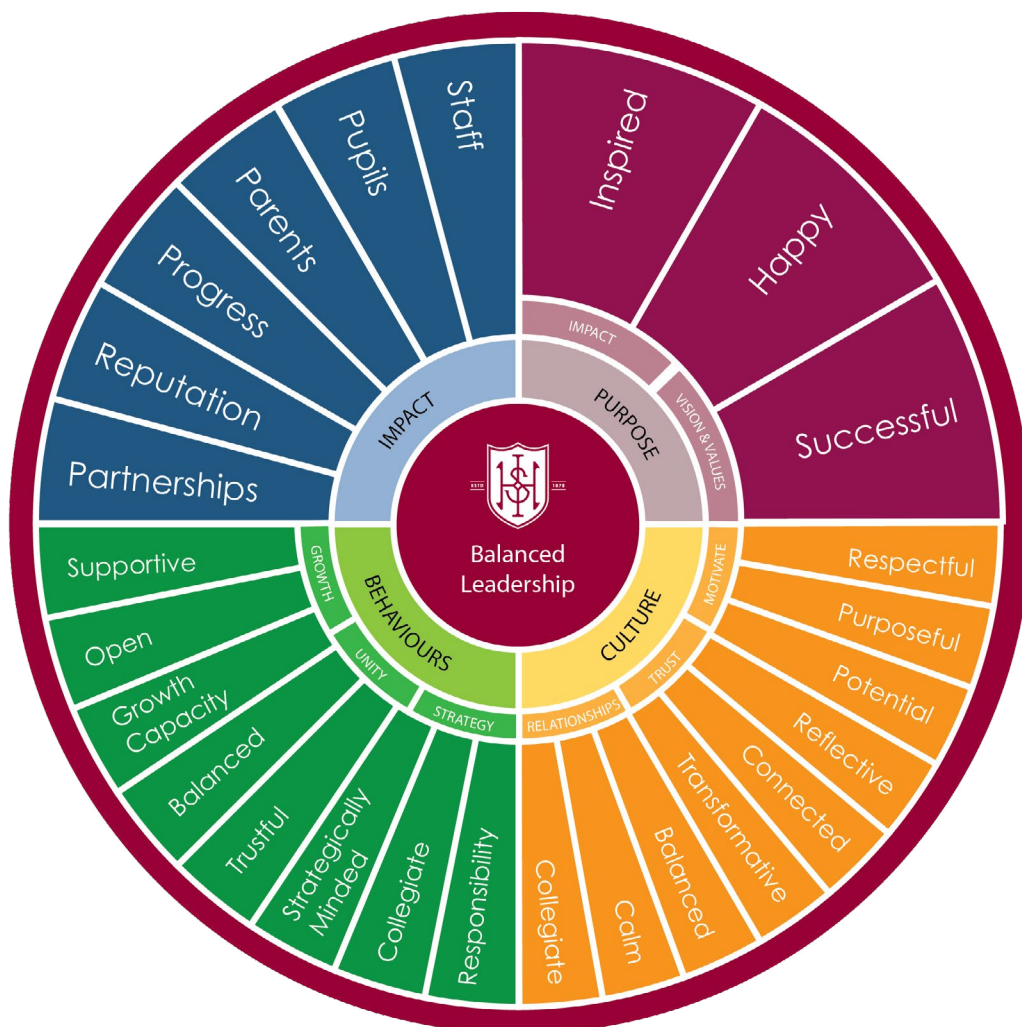 Staff
Pupils
Parents
Progress
Reputation
Partnerships
IMPACT
Inspired
Happy
Successful
IMPACT
VISION & VALUES
PURPOSE
ESTD
1878
Balanced
Leadership
Supportive
Open
Growth
Capacity
Balanced
Trustful
Strategically
Minded
Collegiate
Responsibility
GROWTH
UNITY
STRATEGY
BEHAVIOURS
Respectful
Purposeful
Potential
Reflective
Connected
Transformative
Balanced
Calm
Collegiate
MOTIVATE
TRUST
RELATIONSHIPS
CULTURE